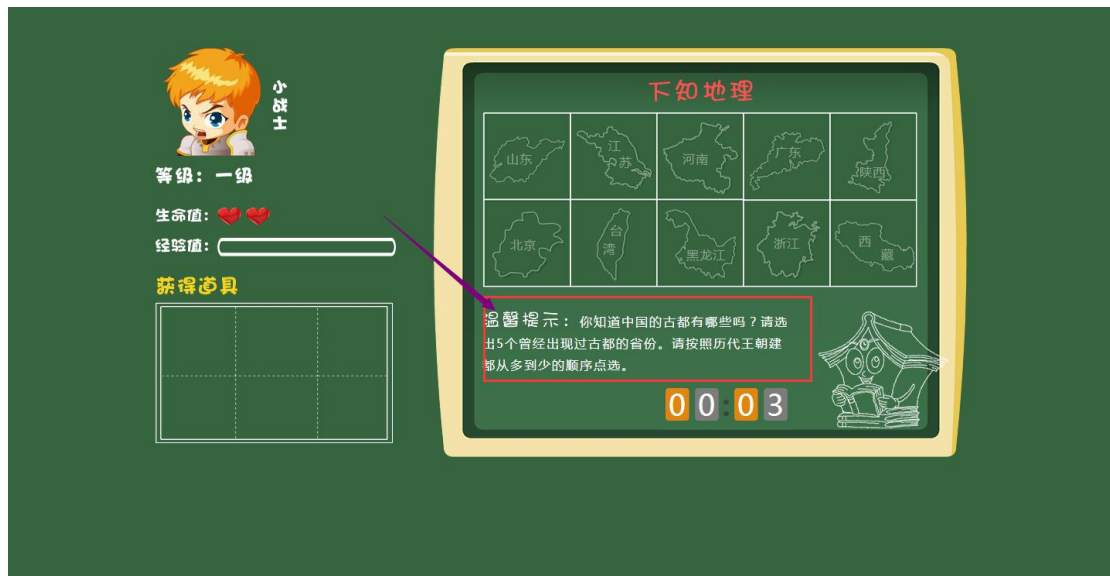 小战士
等级：一级
生命值：
经验值：
获得道具
下知地理
山东 江苏 河南 广东 陕西
北京 台湾 黑龙江 浙江 西藏
温馨提示：你知道中国的古都有哪些吗？请选
出5个曾经出现过古都的省份。请按照历代王朝建
都从多到少的顺序点选。
00:03